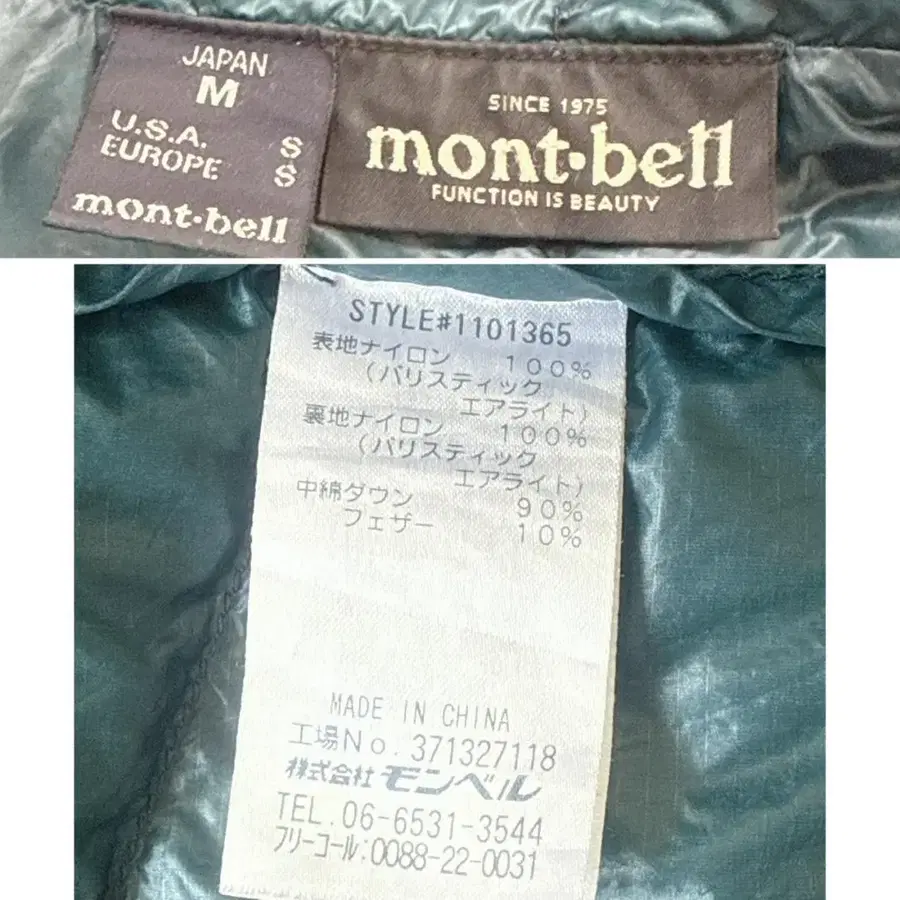 JAPAN
M
U.S.A. S
EUROPE S
mont·bell
SINCE 1975
mont·bell
FUNCTION IS BEAUTY
STYLE#1101365
表地ナイロン 100%
(バリスティック
エアライト)
裏地ナイロン 100%
(バリスティック
エアライト)
中綿ダウン 90%
フェザー 10%
MADE IN CHINA
工場No. 371327118
株式会社 モンベル
TEL. 06-6531-3544
フリーコール:0088-22-0031